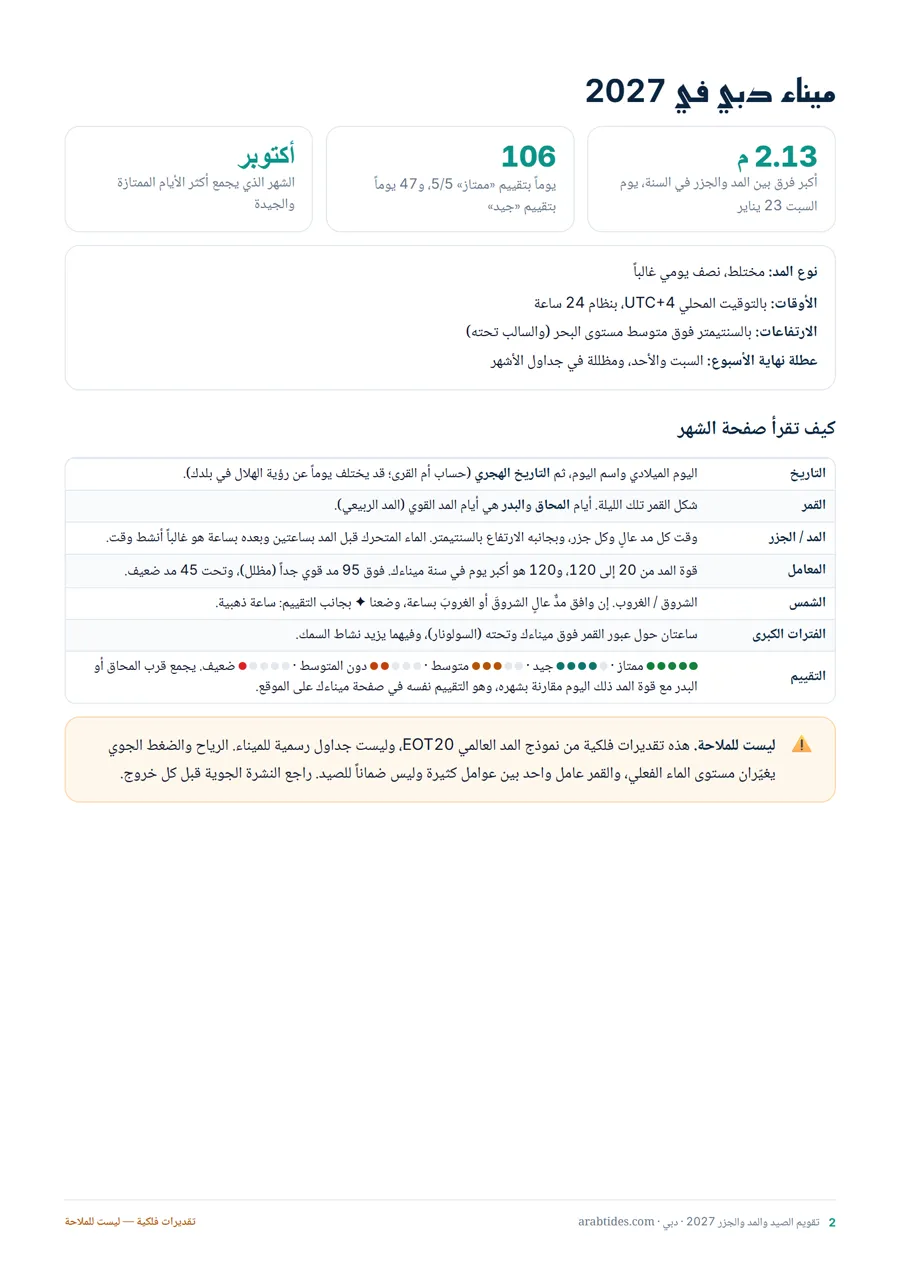 ميناء دبي في 2027
2.13 م
أكبر فرق بين المد والجزر في السنة، يوم
السبت 23 يناير
106
يوماً بتقييم «ممتاز» 5/5، و47 يوماً
بتقييم «جيد»
أكتوبر
الشهر الذي يجمع أكثر الأيام الممتازة
والجيدة
نوع المد: مختلط، نصف يومي غالباً
الأوقات: بالتوقيت المحلي UTC+4، بنظام 24 ساعة
الارتفاعات: بالسنتيمتر فوق متوسط مستوى البحر (والسالب تحته)
عطلة نهاية الأسبوع: السبت والأحد، ومظللة في جداول الأشهر
كيف تقرأ صفحة الشهر
التاريخ اليوم الميلادي واسم اليوم، ثم التاريخ الهجري (حساب أم القرى؛ قد يختلف يوماً عن رؤية الهلال في بلدك).
القمر شكل القمر تلك الليلة. أيام المحاق والبدر هي أيام المد القوي (المد الربيعي).
المد / الجزر وقت كل مد عالٍ وكل جزر، وبجانبه الارتفاع بالسنتيمتر. الماء المتحرك قبل المد بساعتين وبعده بساعة هو غالباً أنشط وقت.
المعامل قوة المد من 20 إلى 120، و120 هو أكبر يوم في سنة ميناءك. فوق 95 مد قوي جداً (مظلل)، وتحت 45 مد ضعيف.
الشمس الشروق / الغروب. إن وافق مدٌّ عالٍ الشروقَ أو الغروبَ بساعة، وضعنا ✦ بجانب التقييم: ساعة ذهبية.
الفترات الكبرى ساعتان حول عبور القمر فوق ميناءك وتحته (السولونار)، وفيهما يزيد نشاط السمك.
التقييم ●●●●● ممتاز · ●●●●● جيد · ●●●●● متوسط · ●●●●● دون المتوسط · ●●●●● ضعيف. يجمع قرب المحاق أو
البدر مع قوة المد ذلك اليوم مقارنة بشهره، وهو التقييم نفسه في صفحة ميناءك على الموقع.
ليست للملاحة. هذه تقديرات فلكية من نموذج المد العالمي EOT20، وليست جداول رسمية للميناء. الرياح والضغط الجوي
يغيّران مستوى الماء الفعلي، والقمر عامل واحد بين عوامل كثيرة وليس ضماناً للصيد. راجع النشرة الجوية قبل كل خروج.
2 تقويم الصيد والمد والجزر 2027 · دبي · arabtides.com
تقديرات فلكية — ليست للملاحة